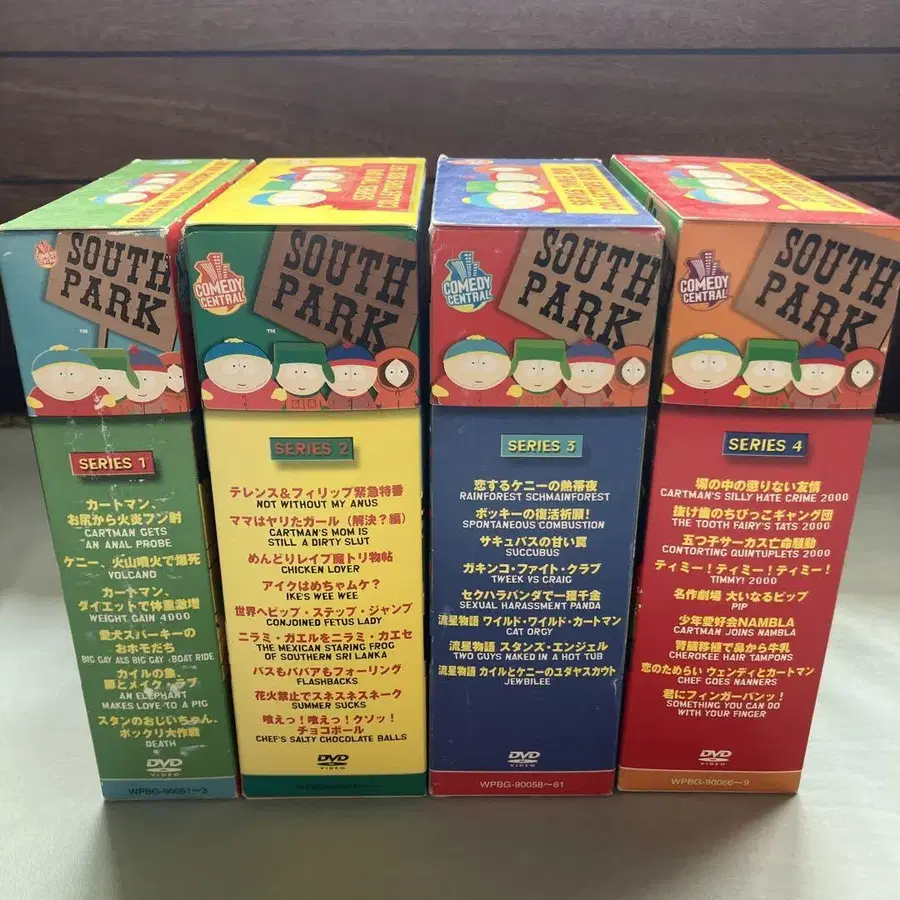 COMEDY
CENTRAL
SOUTH
PARK
™
SERIES 1
カートマン、
お尻から火炎フン射
CARTMAN GETS
AN ANAL PROBE
ケニー、火山噴火で爆死
VOLCANO
カートマン、
ダイエットで体重激増
WEIGHT GAIN 4000
愛犬スパーキーの
おホモだち
BIG GAY AL'S BIG GAY BOAT RIDE
カイルの象、
豚とメイク・ラブ
AN ELEPHANT
MAKES LOVE TO A PIG
スタンのおじいちゃん、
ポックリ大作戦
DEATH
DVD
VIDEO
WPBG-90051~3
COMEDY
CENTRAL
SOUTH
PARK
SERIES 2
テレンス&フィリップ緊急特番
NOT WITHOUT MY ANUS
ママはヤリたガール(解決?編)
CARTMAN'S MOM IS
STILL A DIRTY SLUT
めんどりレイプ魔トリ物帖
CHICKEN LOVER
アイクはめちゃムケ?
IKE'S WEE WEE
世界へピップ・ステップ・ジャンプ
CONJOINED FETUS LADY
ニラミ・ガエルをニラミ・カエセ
THE MEXICAN STARING FROG
OF SOUTHERN SRI LANKA
バスもババアもフォーリング
FLASHBACKS
花火禁止でスネスネスネーク
SUMMER SUCKS
喰えっ!喰えっ!クソッ!
チョコボール
CHEF'S SALTY CHOCOLATE BALLS
DVD
VIDEO
COMEDY
CENTRAL
SOUTH
PARK
SERIES 3
恋するケニーの熱帯夜
RAINFOREST SCHMAINFOREST
ボッキーの復活祈願!
SPONTANEOUS COMBUSTION
サキュバスの甘い罠
SUCCUBUS
ガキンコ・ファイト・クラブ
TWEEK VS CRAIG
セクハラパンダで一獲千金
SEXUAL HARASSMENT PANDA
流星物語 ワイルド・ワイルド・カートマン
CAT ORGY
流星物語 スタンズ・エンジェル
TWO GUYS NAKED IN A HOT TUB
流星物語 カイルとケニーのユダヤスカウト
JEWBILEE
DVD
VIDEO
WPBG-90058~61
COMEDY
CENTRAL
SOUTH
PARK
SERIES 4
塀の中の懲りない友情
CARTMAN'S SILLY HATE CRIME 2000
抜け歯のちびっこギャング団
THE TOOTH FAIRY'S TATS 2000
五つ子サーカス亡命騒動
CONTORTING QUINTUPLETS 2000
ティミー!ティミー!ティミー!
TIMMY! 2000
名作劇場 大いなるピップ
PIP
少年愛好会NAMBLA
CARTMAN JOINS NAMBLA
腎臓移植で鼻から牛乳
CHEROKEE HAIR TAMPONS
恋のためらい ウェンディとカートマン
CHEF GOES NANNERS
君にフィンガーバンッ!
SOMETHING YOU CAN DO
WITH YOUR FINGER
DVD
VIDEO
WPBG-90066~9